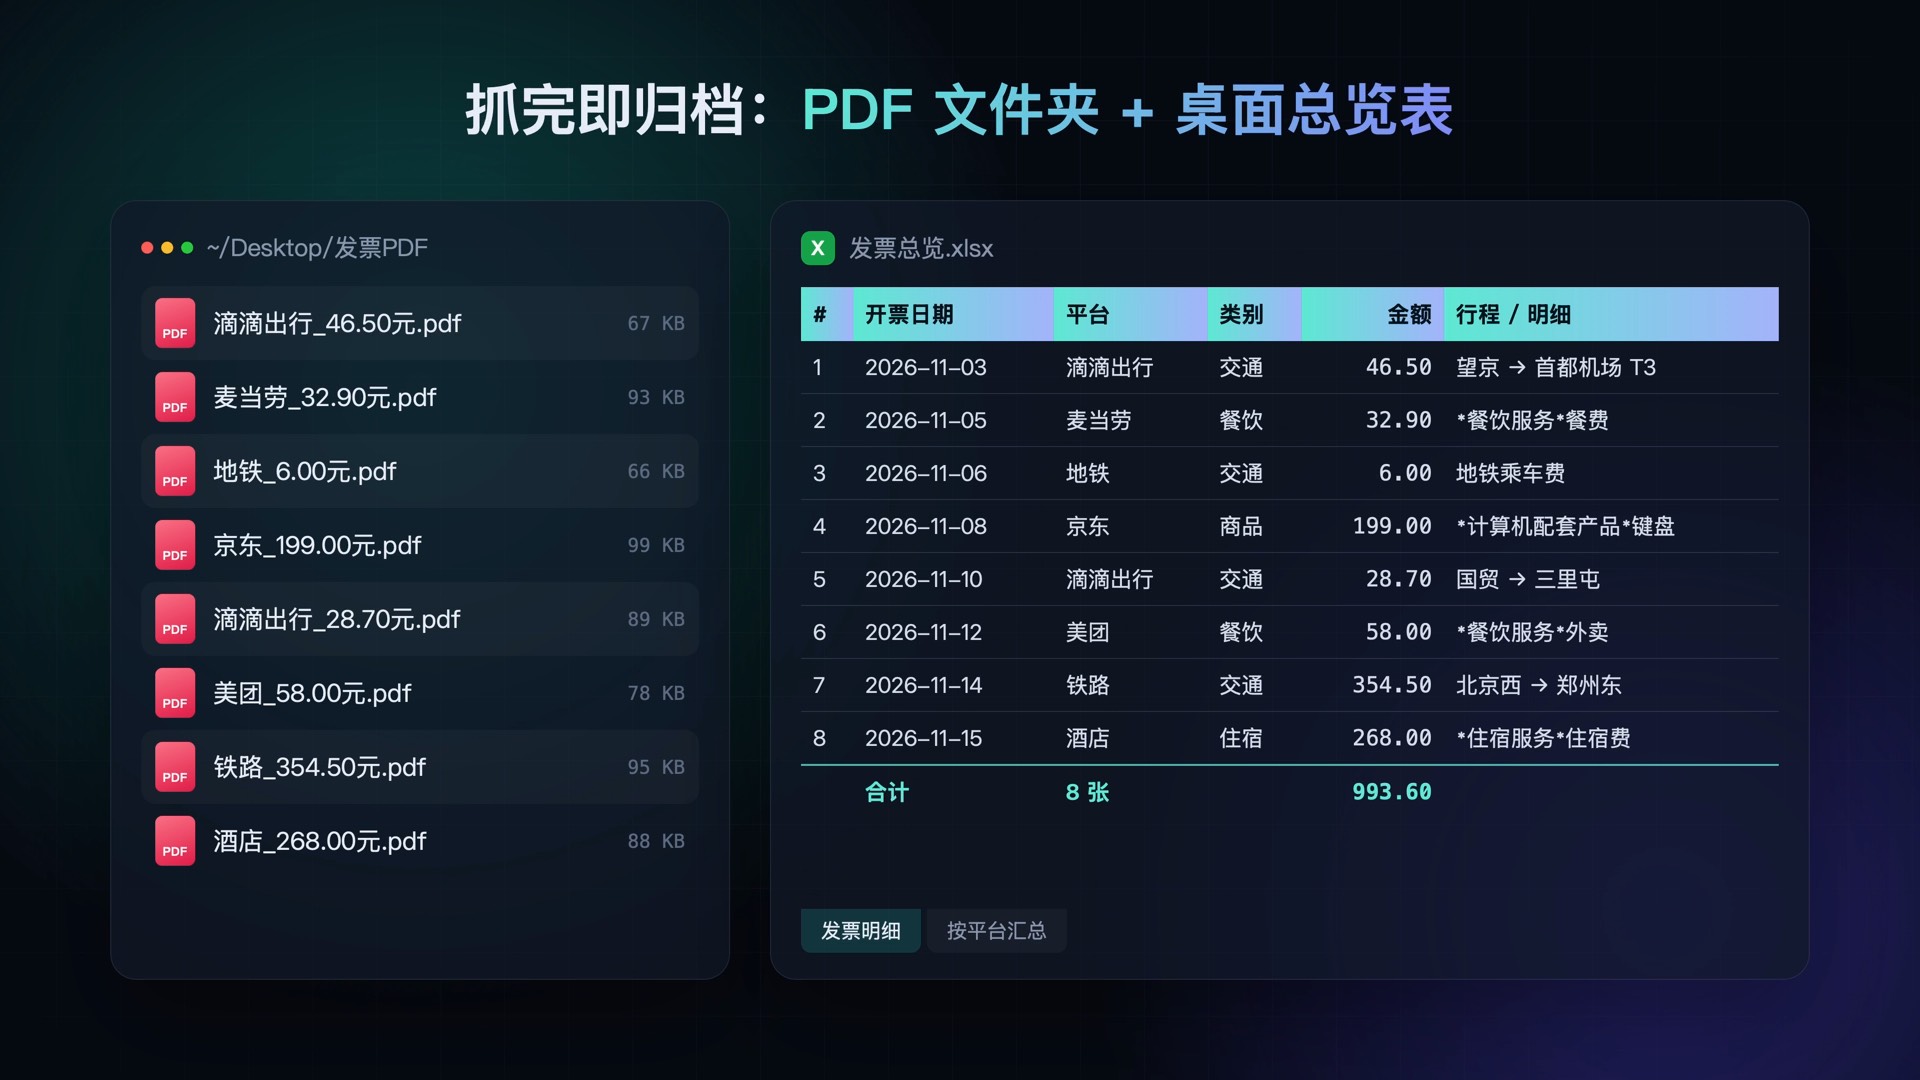 抓完即归档：PDF 文件夹 + 桌面总览表
~/Desktop/发票PDF
PDF 滴滴出行_46.50元.pdf 67 KB
PDF 麦当劳_32.90元.pdf 93 KB
PDF 地铁_6.00元.pdf 66 KB
PDF 京东_199.00元.pdf 99 KB
PDF 滴滴出行_28.70元.pdf 89 KB
PDF 美团_58.00元.pdf 78 KB
PDF 铁路_354.50元.pdf 95 KB
PDF 酒店_268.00元.pdf 88 KB
X 发票总览.xlsx
# 开票日期 平台 类别 金额 行程 / 明细
1 2026-11-03 滴滴出行 交通 46.50 望京 → 首都机场 T3
2 2026-11-05 麦当劳 餐饮 32.90 *餐饮服务*餐费
3 2026-11-06 地铁 交通 6.00 地铁乘车费
4 2026-11-08 京东 商品 199.00 *计算机配套产品*键盘
5 2026-11-10 滴滴出行 交通 28.70 国贸 → 三里屯
6 2026-11-12 美团 餐饮 58.00 *餐饮服务*外卖
7 2026-11-14 铁路 交通 354.50 北京西 → 郑州东
8 2026-11-15 酒店 住宿 268.00 *住宿服务*住宿费
合计 8 张 993.60
发票明细 按平台汇总